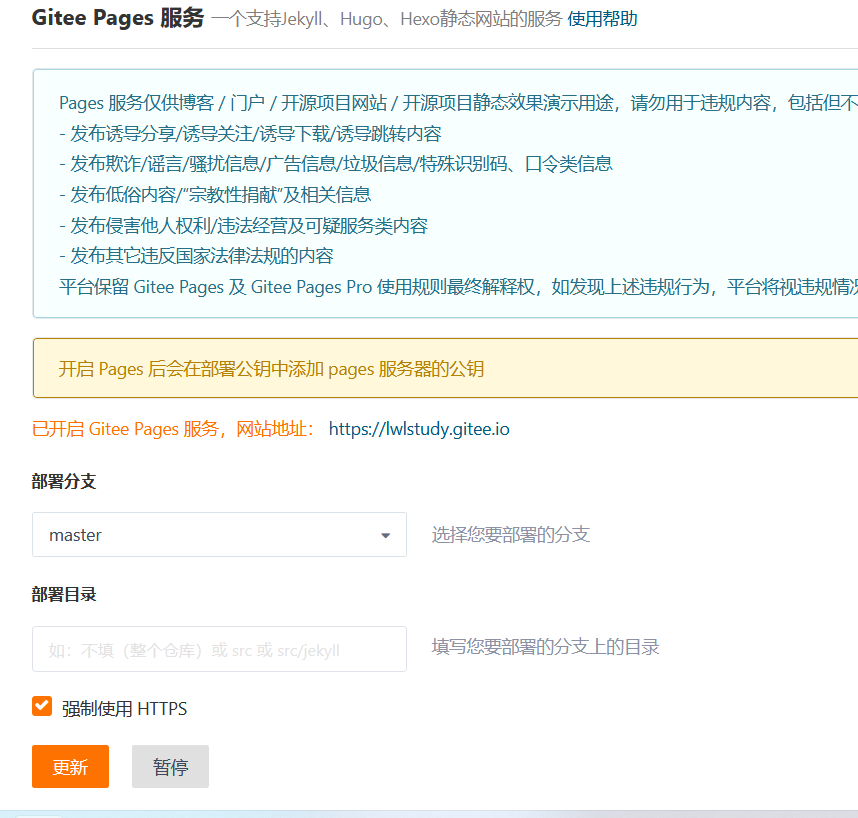 Gitee Pages 服务 一个支持Jekyll、Hugo、Hexo静态网站的服务 使用帮助
Pages 服务仅供博客 / 门户 / 开源项目网站 / 开源项目静态效果演示用途，请勿用于违规内容，包括但不
- 发布诱导分享/诱导关注/诱导下载/诱导跳转内容
- 发布欺诈/谣言/骚扰信息/广告信息/垃圾信息/特殊识别码、口令类信息
- 发布低俗内容/“宗教性捐献”及相关信息
- 发布侵害他人权利/违法经营及可疑服务类内容
- 发布其它违反国家法律法规的内容
平台保留 Gitee Pages 及 Gitee Pages Pro 使用规则最终解释权，如发现上述违规行为，平台将视违规情况
开启 Pages 后会在部署公钥中添加 pages 服务器的公钥
已开启 Gitee Pages 服务，网站地址： https://lwlstudy.gitee.io
部署分支
master 选择您要部署的分支
部署目录
如：不填（整个仓库）或 src 或 src/jekyll 填写您要部署的分支上的目录
强制使用 HTTPS
更新 暂停